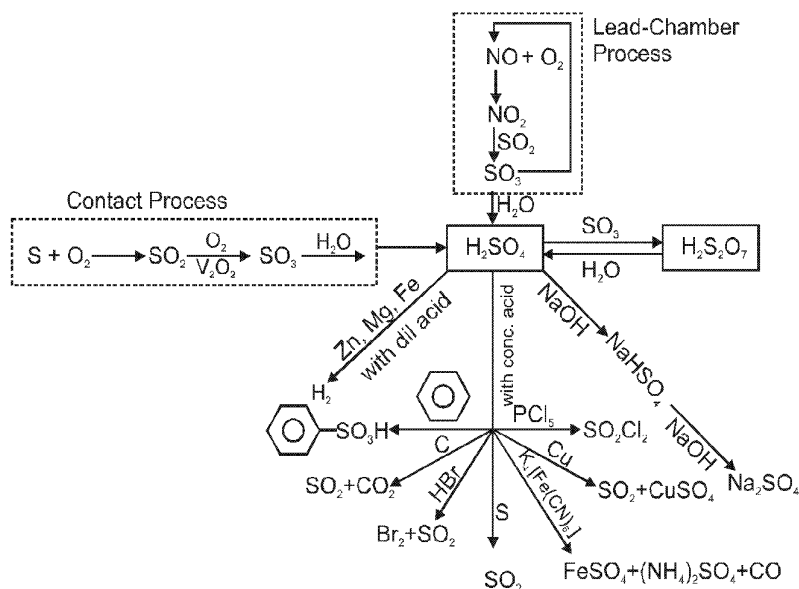 Lead-Chamber
Process
NO + O₂
NO₂
SO₂
SO₃
H₂O
Contact Process
S + O₂
SO₂
O₂
V₂O₂
SO₃
H₂O
H₂SO₄
SO₃
H₂O
H₂S₂O₇
Zn, Mg, Fe
with dil acid
H₂
with conc. acid
NaOH
NaHSO₄
NaOH
Na₂SO₄
SO₃H
PCl₅
SO₂Cl₂
C
SO₂+CO₂
HBr
Br₂+SO₂
S
SO₂
Cu
SO₂+CuSO₄
K₄[Fe(CN)₆]
FeSO₄+(NH₄)₂SO₄+CO